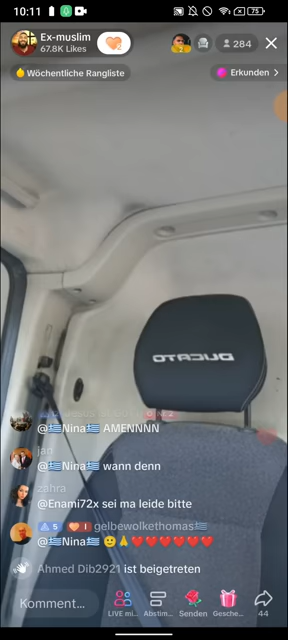 10:11
75
Ex-muslim
67.8K Likes
284
Wöchentliche Rangliste
Erkunden
DUCATO
@🇬🇷Nina🇬🇷 AMENNNN
jan
@🇬🇷Nina🇬🇷 wann denn
zahra
@Enami72x sei ma leide bitte
5 1 gelbewolkethomas🇬🇷
@🇬🇷Nina🇬🇷 🙂🙏❤️❤️❤️❤️❤️❤️
Ahmed Dib2921 ist beigetreten
Komment...
LIVE mi...
Abstim...
Senden
Gesche...
44